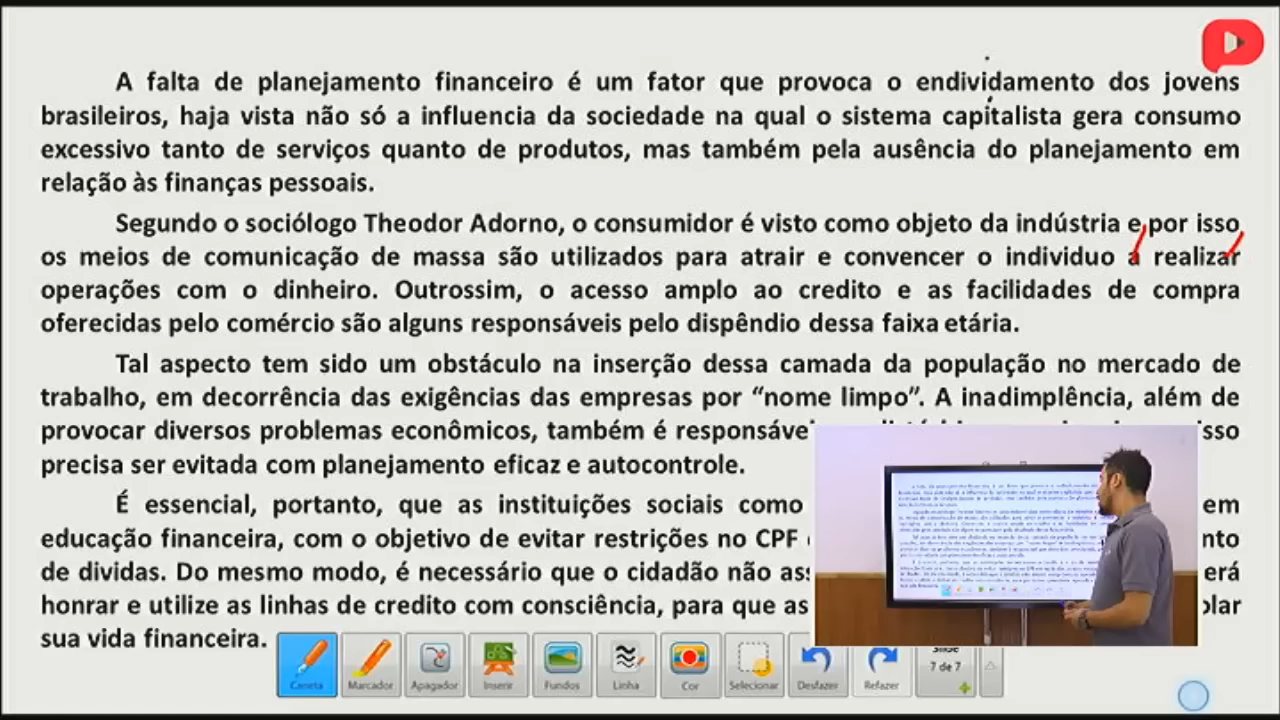 A falta de planejamento financeiro é um fator que provoca o endividamento dos jovens
brasileiros, haja vista não só a influencia da sociedade na qual o sistema capitalista gera consumo
excessivo tanto de serviços quanto de produtos, mas também pela ausência do planejamento em
relação às finanças pessoais.
Segundo o sociólogo Theodor Adorno, o consumidor é visto como objeto da indústria e por isso
os meios de comunicação de massa são utilizados para atrair e convencer o individuo a realizar
operações com o dinheiro. Outrossim, o acesso amplo ao credito e as facilidades de compra
oferecidas pelo comércio são alguns responsáveis pelo dispêndio dessa faixa etária.
Tal aspecto tem sido um obstáculo na inserção dessa camada da população no mercado de
trabalho, em decorrência das exigências das empresas por “nome limpo”. A inadimplência, além de
provocar diversos problemas econômicos, também é isso
precisa ser evitada com planejamento eficaz e autocontrole.
É essencial, portanto, que as instituições sociais como em
educação financeira, com o objetivo de evitar restrições no CPF
de dividas. Do mesmo modo, é necessário que o cidadão não
honrar e utilize as linhas de credito com consciência, para que
sua vida financeira.
Caneta Marcador Apagador Inserir Fundos Linha Cor Selecionar Desfazer Refazer Slide
7 de 7